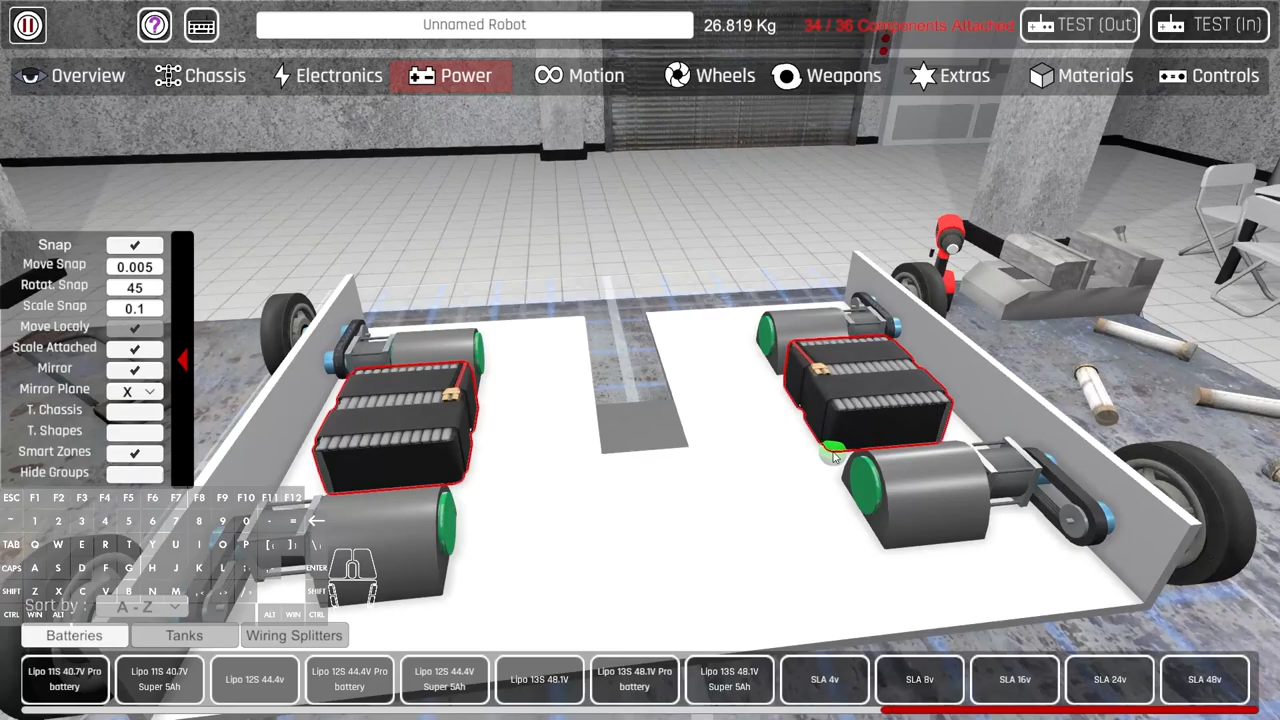 Unnamed Robot
26.819 Kg
34 / 36 Components Attached
TEST (Out)
TEST (In)
Overview
Chassis
Electronics
Power
Motion
Wheels
Weapons
Extras
Materials
Controls
Snap
Move Snap 0.005
Rotat. Snap 45
Scale Snap 0.1
Move Localy
Scale Attached
Mirror
Mirror Plane X
T. Chassis
T. Shapes
Smart Zones
Hide Groups
ESC F1 F2 F3 F4 F5 F6 F7 F8 F9 F10 F11 F12
~ 1 2 3 4 5 6 7 8 9 0 - = ←
TAB Q W E R T Y U I O P [ ] \
CAPS A S D F G H J K L ; ENTER
SHIFT Z X C V B N M , . / SHIFT
CTRL WIN ALT ALT WIN CTRL
Sort by : A - Z
Batteries
Tanks
Wiring Splitters
Lipo 11S 40.7V Pro battery
Lipo 11S 40.7V Super 5Ah
Lipo 12S 44.4v
Lipo 12S 44.4V Pro battery
Lipo 12S 44.4V Super 5Ah
Lipo 13S 48.1V
Lipo 13S 48.1V Pro battery
Lipo 13S 48.1V Super 5Ah
SLA 4v
SLA 8v
SLA 16v
SLA 24v
SLA 48v